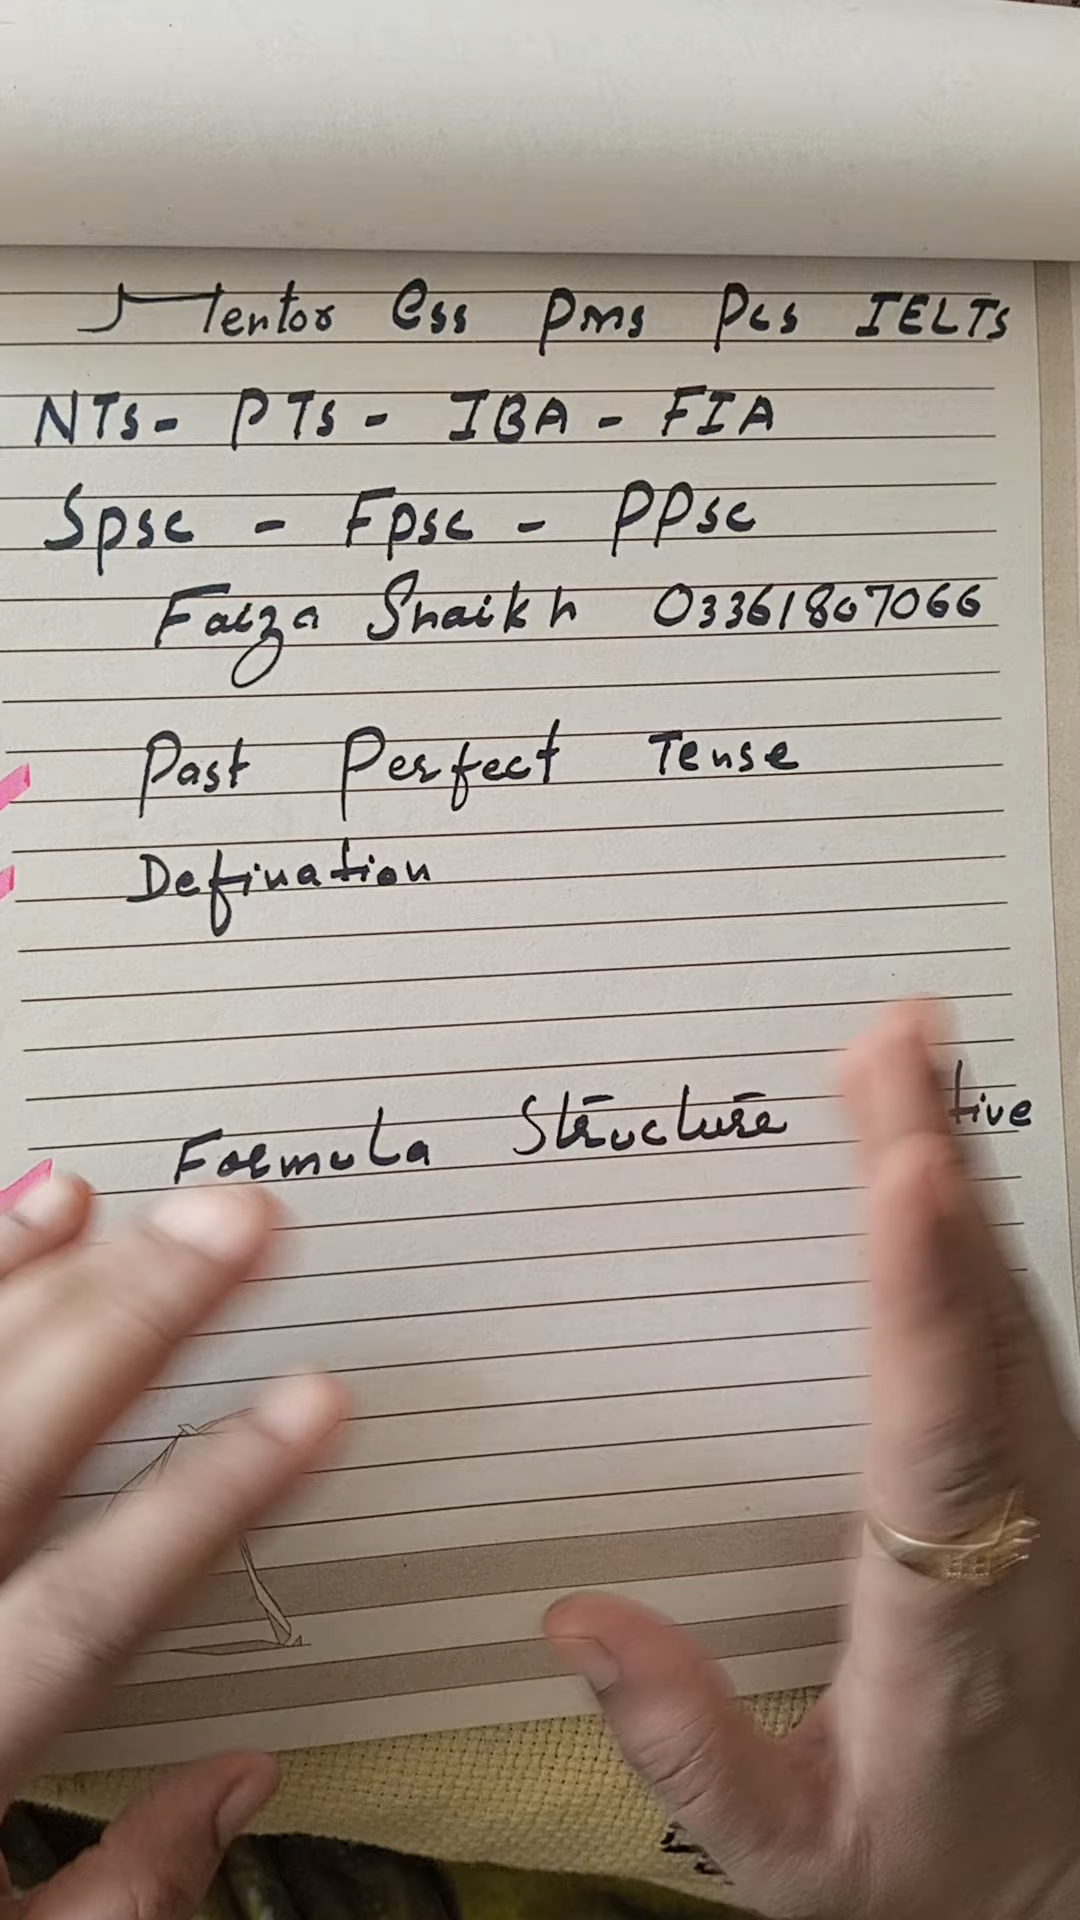 Mentor Css Pms Pcs IELTS
NTs - PTs - IBA - FIA
Spsc - Fpsc - PPsc
Faiza Shaikh 03361807066
Past Perfect Tense
Defination
Formula Structure